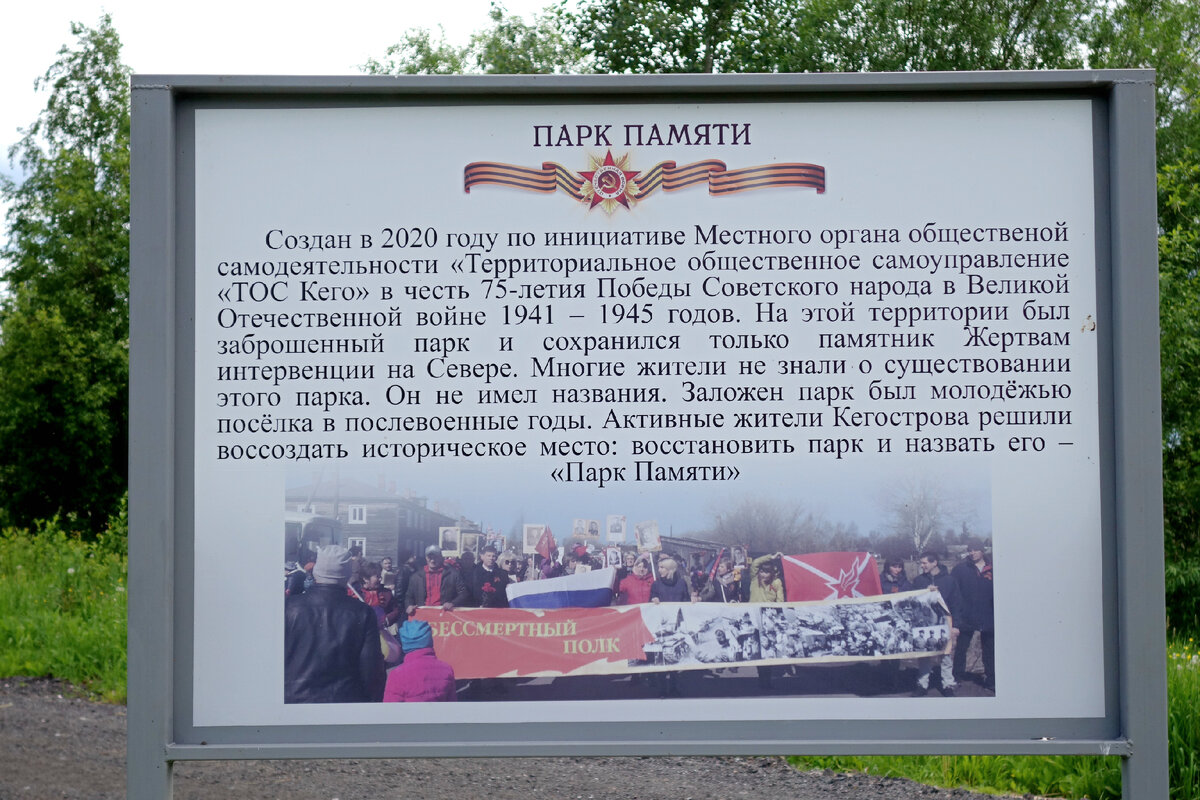 ПАРК ПАМЯТИ
Создан в 2020 году по инициативе Местного органа общественой
самодеятельности «Территориальное общественное самоуправление
«ТОС Кего» в честь 75-летия Победы Советского народа в Великой
Отечественной войне 1941 – 1945 годов. На этой территории был
заброшенный парк и сохранился только памятник Жертвам
интервенции на Севере. Многие жители не знали о существовании
этого парка. Он не имел названия. Заложен парк был молодёжью
посёлка в послевоенные годы. Активные жители Кегострова решили
воссоздать историческое место: восстановить парк и назвать его –
«Парк Памяти»
БЕССМЕРТНЫЙ
ПОЛК